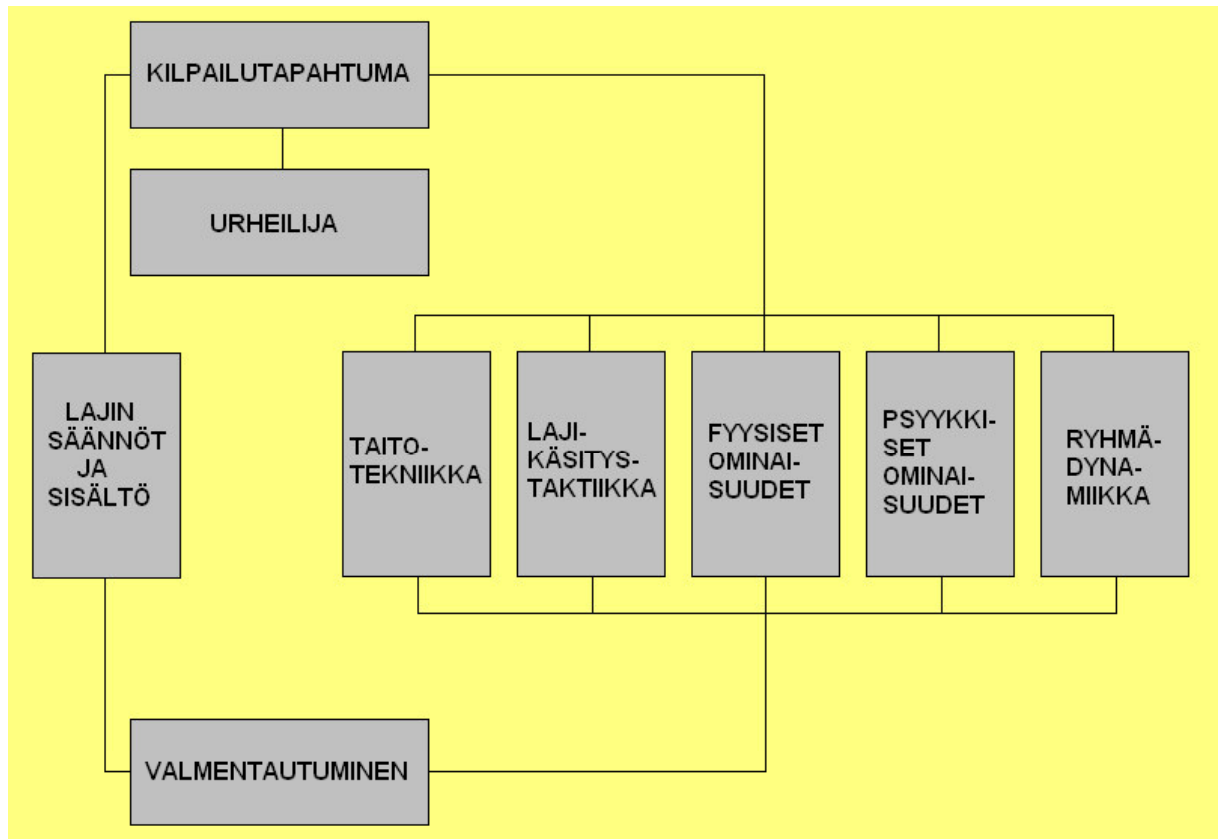 KILPAILUTAPAHTUMA
URHEILIJA
LAJIN
SÄÄNNÖT
JA
SISÄLTÖ
TAITO-
TEKNIIKKA
LAJI-
KÄSITYS-
TAKTIIKKA
FYYSISET
OMINAI-
SUUDET
PSYYKKI-
SET
OMINAI-
SUUDET
RYHMÄ-
DYNA-
MIIKKA
VALMENTAUTUMINEN